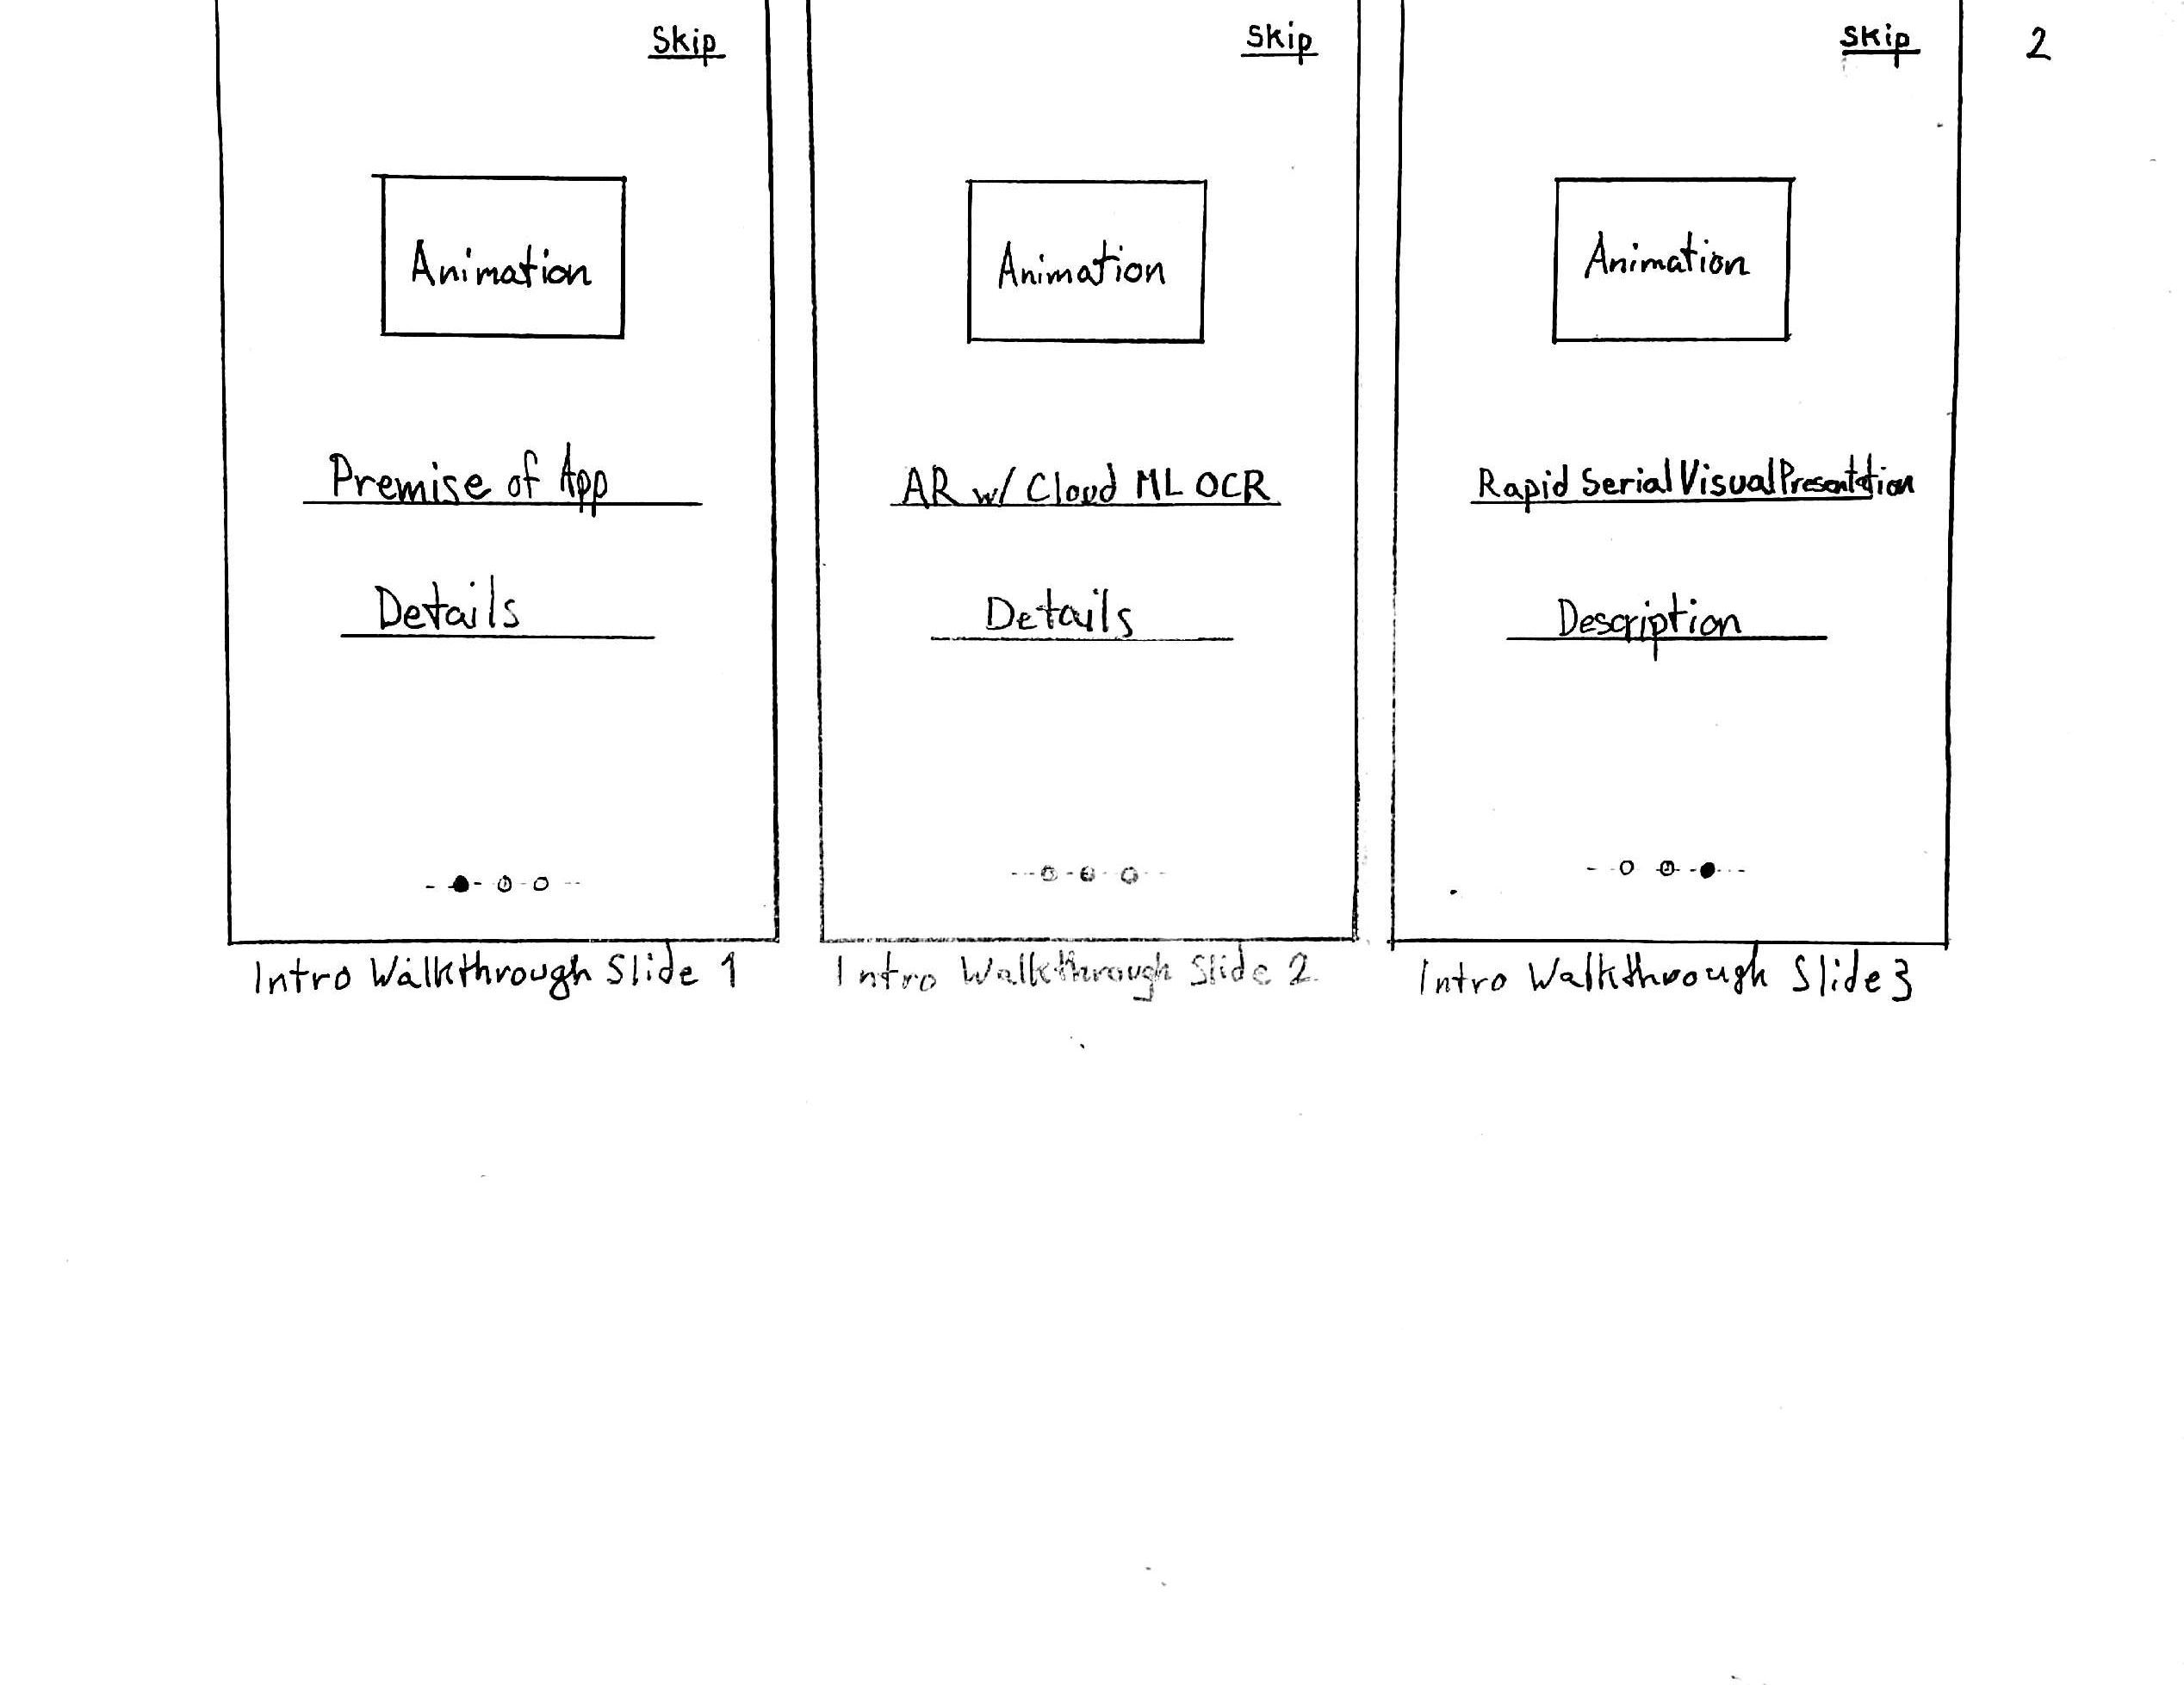 Skip
Skip
Skip
2
Animation
Animation
Animation
Premise of App
AR w/ Cloud ML OCR
Rapid Serial Visual Presentation
Details
Details
Description
Intro Walkthrough Slide 1
Intro Walkthrough Slide 2
Intro Walkthrough Slide 3